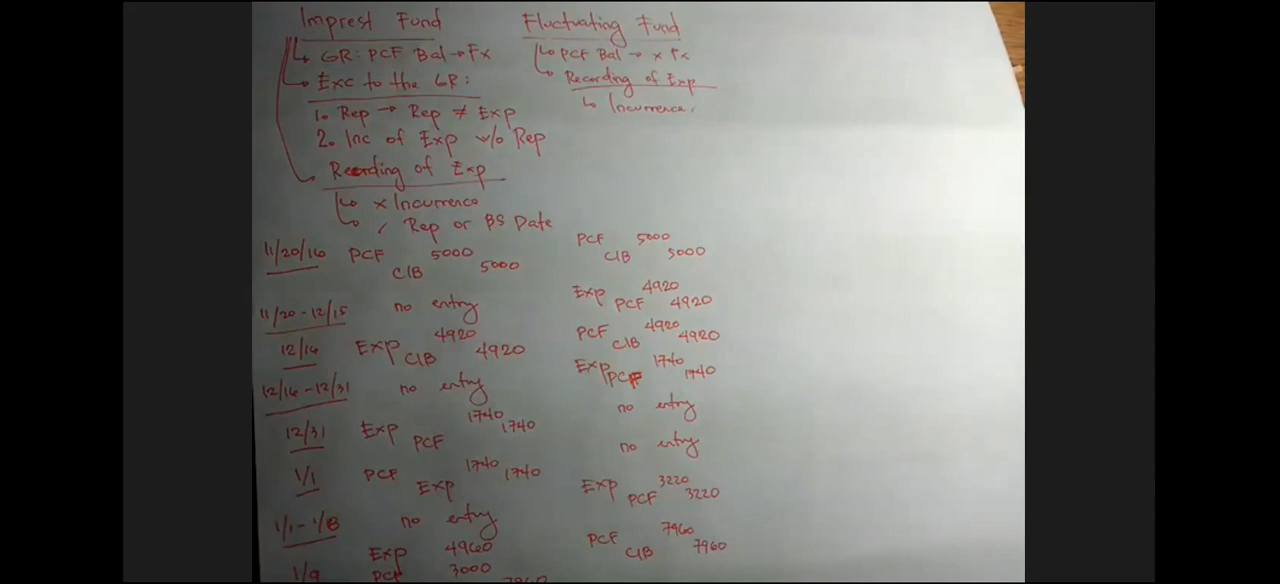 Imprest Fund
↳ GR: PCF Bal → Fx
↳ Exc to the GR:
1. Rep → Rep ≠ Exp
2. Inc of Exp w/o Rep
↳ Recording of Exp
↳ x Incurrence
↳ / Rep or BS Date
Fluctuating Fund
↳ PCF Bal → x Fx
↳ Recording of Exp
↳ Incurrence.
11/20/16 PCF 5000
CIB 5000
PCF 5000
CIB 5000
11/20 - 12/15 no entry
Exp 4920
PCF 4920
12/16 Exp 4920
CIB 4920
PCF 4920
CIB 4920
12/16 - 12/31 no entry
Exp 1740
PCF 1740
12/31 Exp 1740
PCF 1740
no entry
1/1 PCF 1740
Exp 1740
no entry
1/1 - 1/8 no entry
Exp 3220
PCF 3220
1/9 Exp 4960
PCF 3000
7960
PCF 7960
CIB 7960